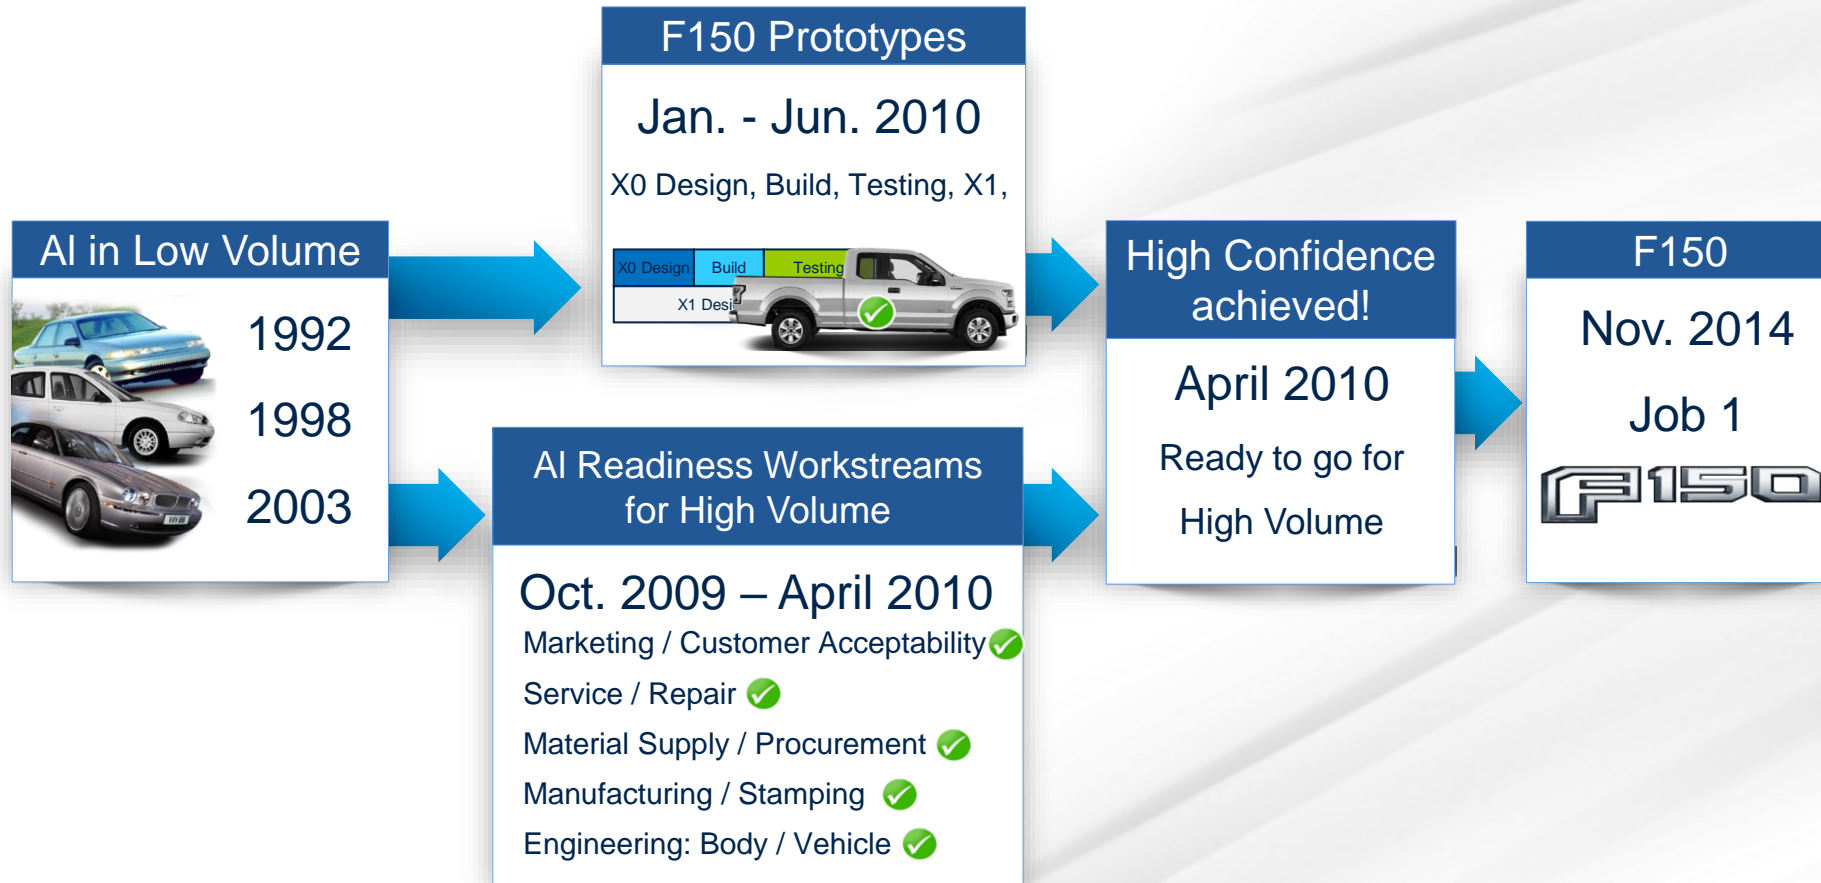 F150 Prototypes
Jan. - Jun. 2010
X0 Design, Build, Testing, X1,
X0 Design
Build
Testing
X1 Desi
Al in Low Volume
1992
1998
2003
Al Readiness Workstreams
for High Volume
Oct. 2009 – April 2010
Marketing / Customer Acceptability
Service / Repair
Material Supply / Procurement
Manufacturing / Stamping
Engineering: Body / Vehicle
High Confidence
achieved!
April 2010
Ready to go for
High Volume
F150
Nov. 2014
Job 1
F150